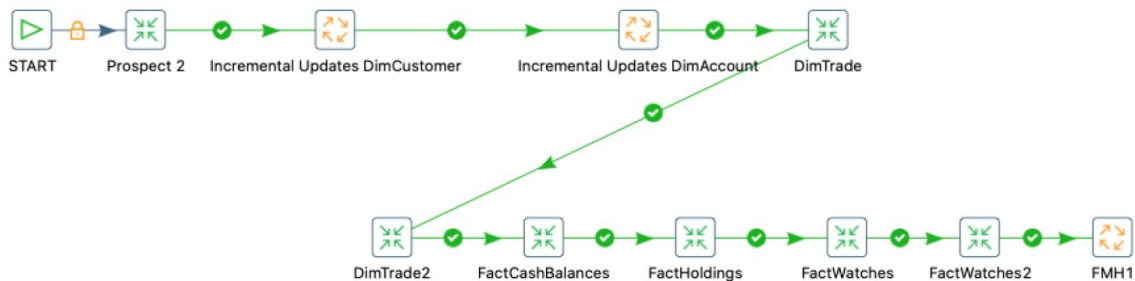 START
Prospect 2
Incremental Updates DimCustomer
Incremental Updates DimAccount
DimTrade
DimTrade2
FactCashBalances
FactHoldings
FactWatches
FactWatches2
FMH1